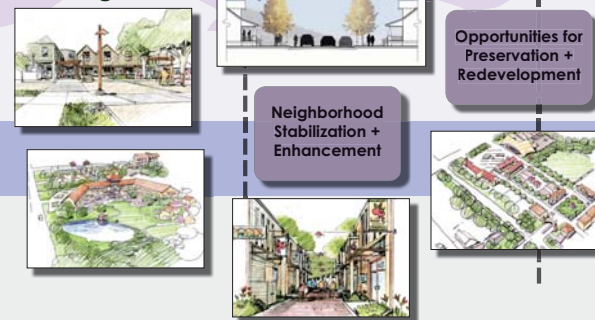 Opportunities for
Preservation +
Redevelopment
Neighborhood
Stabilization +
Enhancement